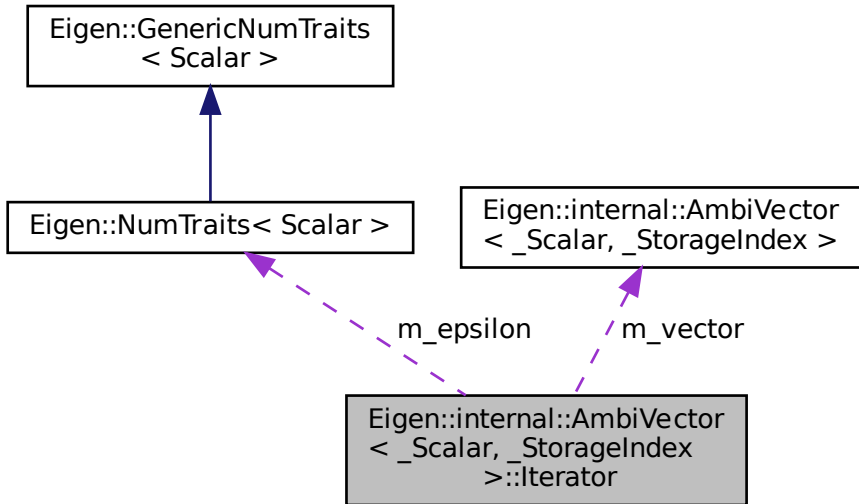 Eigen::GenericNumTraits
< Scalar >
Eigen::NumTraits< Scalar >
Eigen::internal::AmbiVector
< _Scalar, _StorageIndex >
m_epsilon
m_vector
Eigen::internal::AmbiVector
< _Scalar, _StorageIndex
>::Iterator